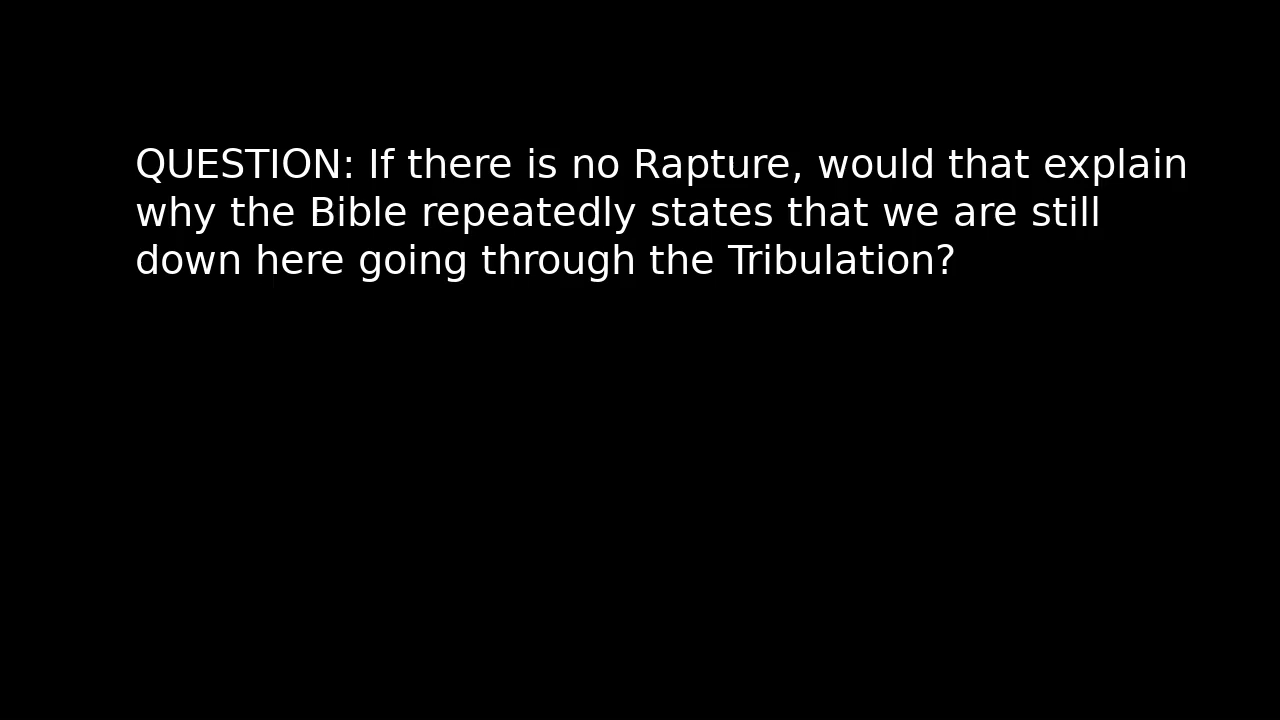 QUESTION: If there is no Rapture, would that explain
why the Bible repeatedly states that we are still
down here going through the Tribulation?